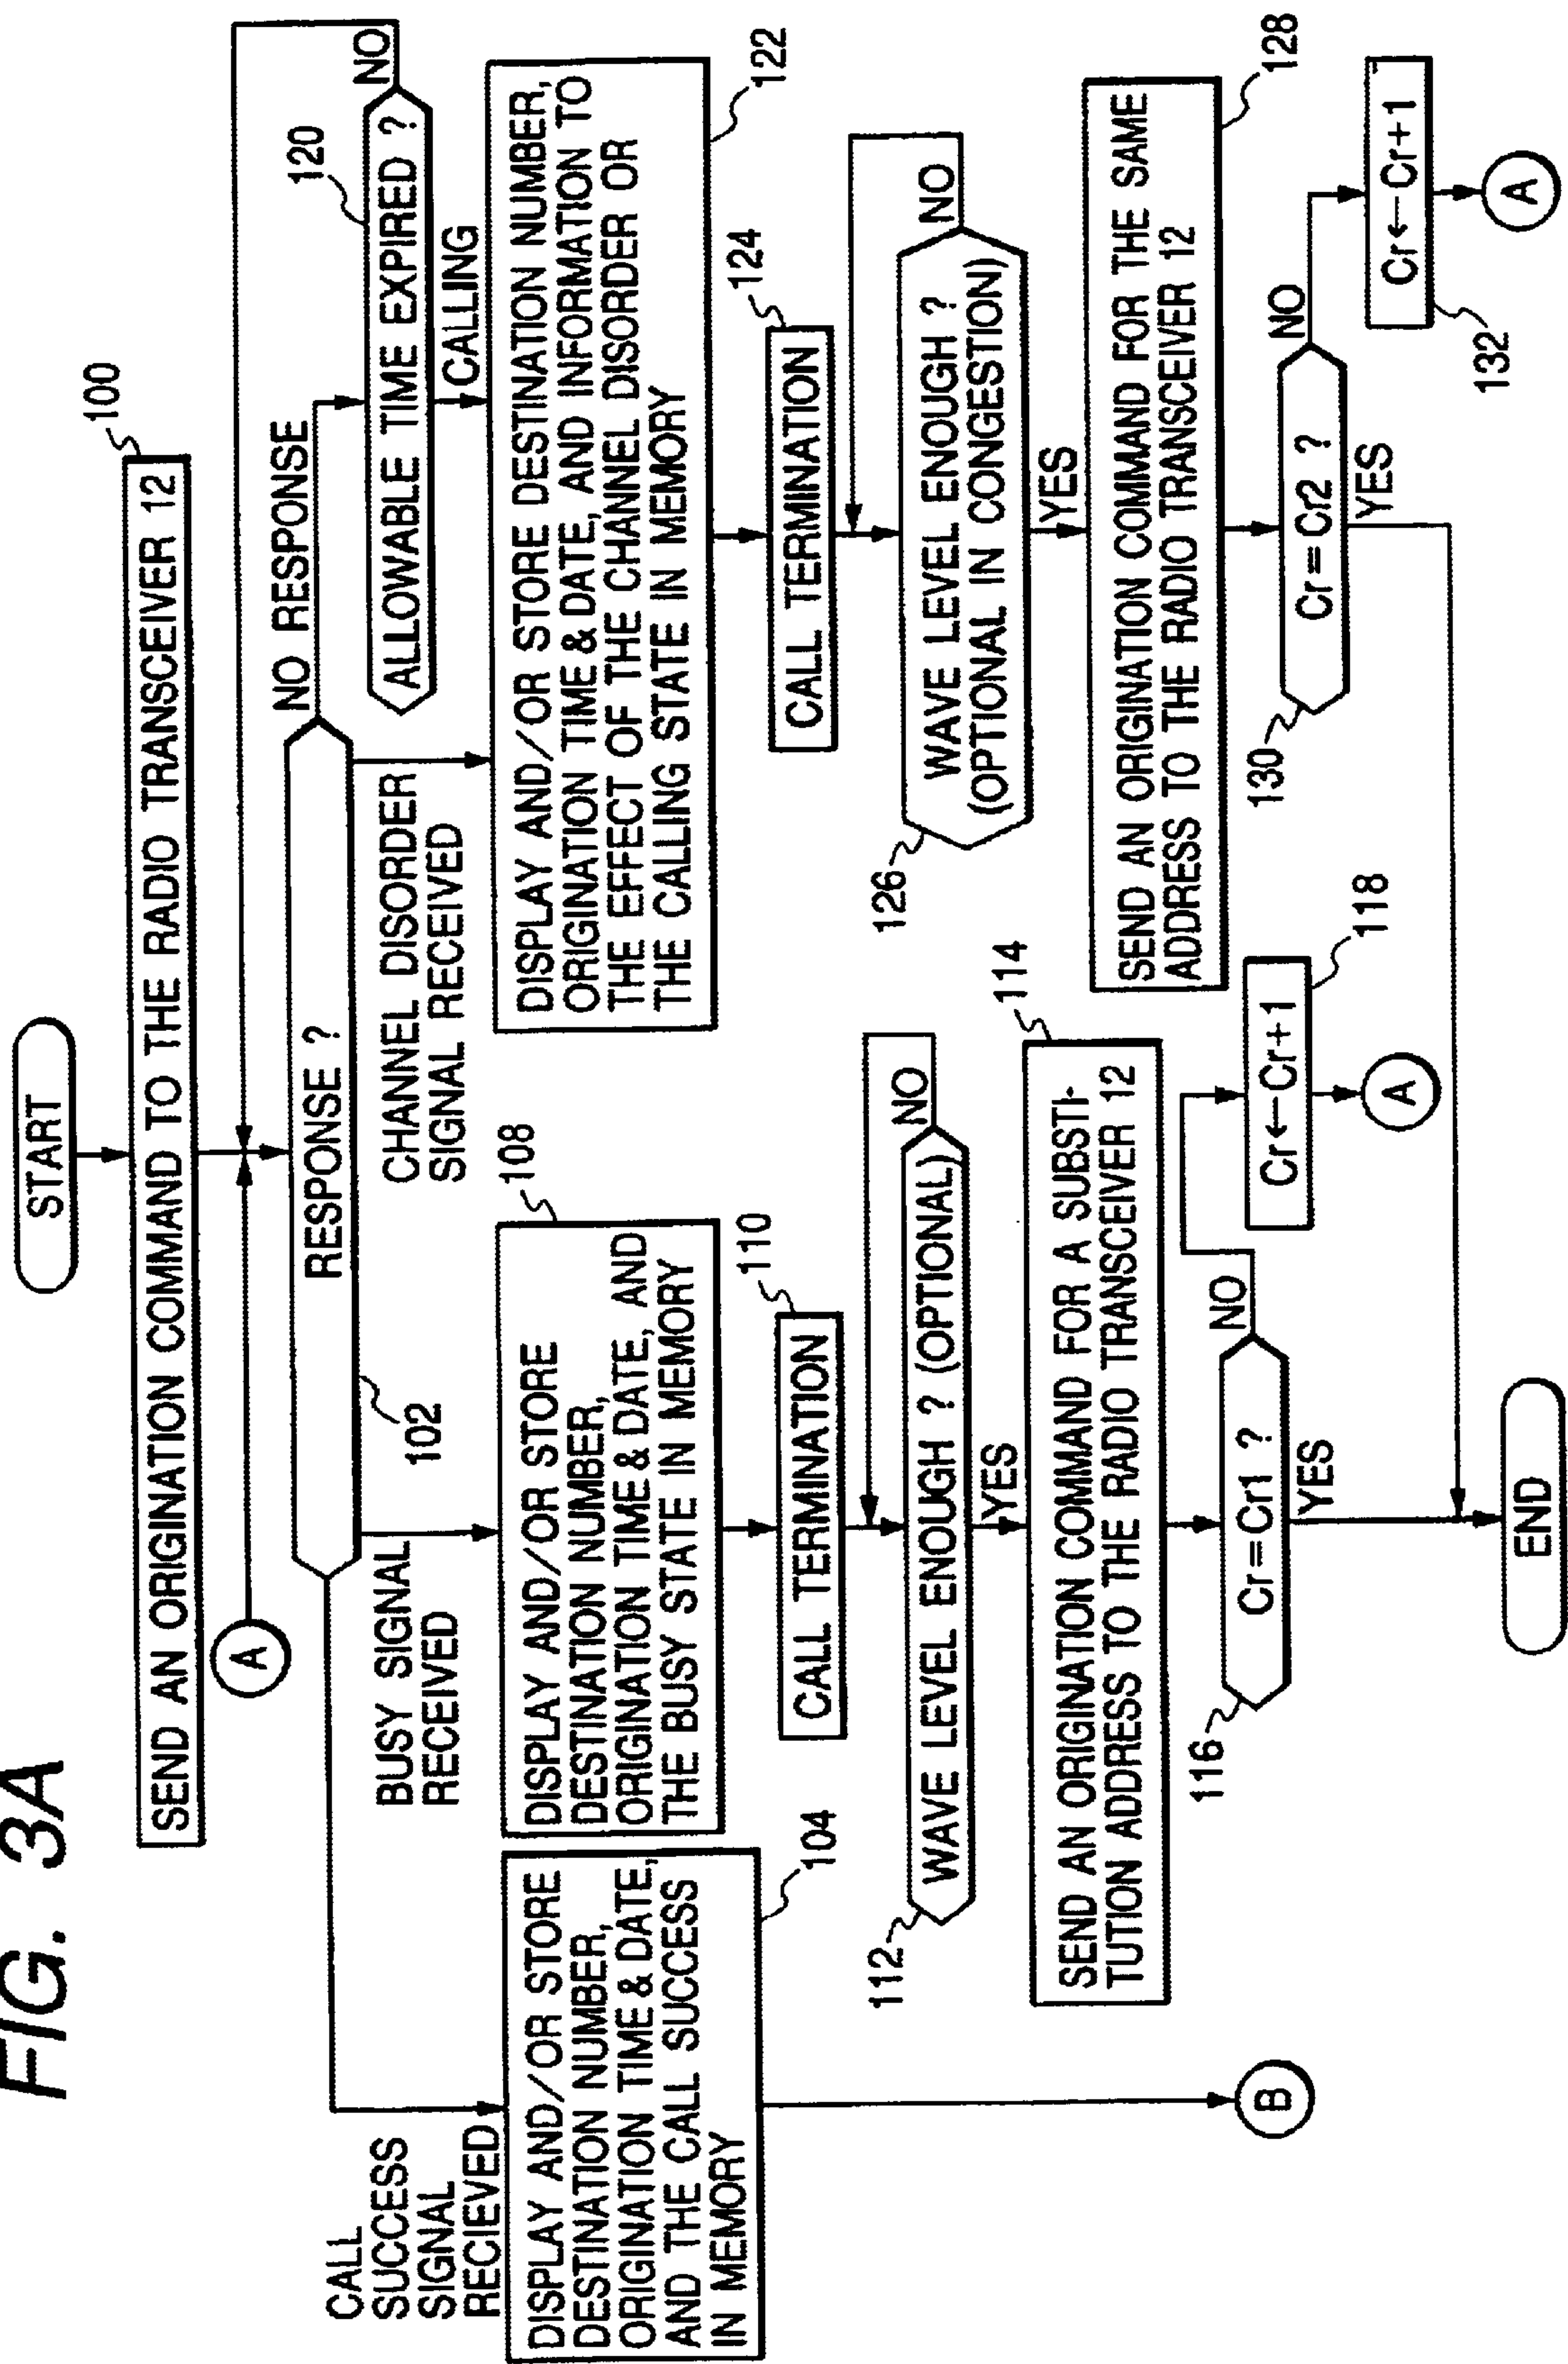 FIG. 3A
START
100
SEND AN ORIGINATION COMMAND TO THE RADIO TRANSCEIVER 12
A
RESPONSE ?
102
NO RESPONSE
120
NO
ALLOWABLE TIME EXPIRED ?
CALLING
CALL
SUCCESS
SIGNAL
RECIEVED
BUSY SIGNAL
RECEIVED
CHANNEL DISORDER
SIGNAL RECEIVED
DISPLAY AND/OR STORE
DESTINATION NUMBER,
ORIGINATION TIME & DATE,
AND THE CALL SUCCESS
IN MEMORY
104
B
108
DISPLAY AND/OR STORE
DESTINATION NUMBER,
ORIGINATION TIME & DATE, AND
THE BUSY STATE IN MEMORY
110
CALL TERMINATION
NO
WAVE LEVEL ENOUGH ? (OPTIONAL)
112
YES
114
SEND AN ORIGINATION COMMAND FOR A SUBSTI-
TUTION ADDRESS TO THE RADIO TRANSCEIVER 12
116
Cr=Cr1 ?
NO
YES
Cr←Cr+1
118
A
DISPLAY AND/OR STORE DESTINATION NUMBER,
ORIGINATION TIME & DATE, AND INFORMATION TO
THE EFFECT OF THE CHANNEL DISORDER OR
THE CALLING STATE IN MEMORY
122
124
CALL TERMINATION
NO
WAVE LEVEL ENOUGH ?
(OPTIONAL IN CONGESTION)
126
YES
SEND AN ORIGINATION COMMAND FOR THE SAME
ADDRESS TO THE RADIO TRANSCEIVER 12
128
130
Cr=Cr2 ?
NO
YES
Cr←Cr+1
132
A
END